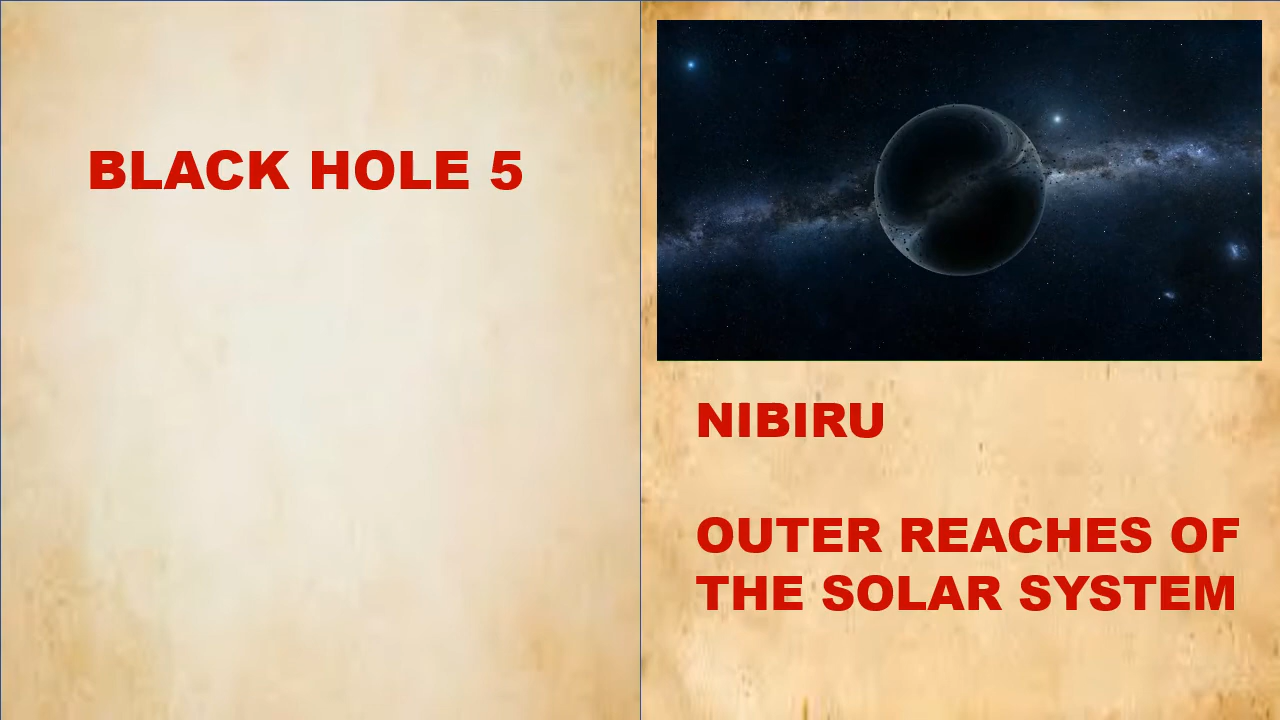 BLACK HOLE 5
NIBIRU
OUTER REACHES OF
THE SOLAR SYSTEM